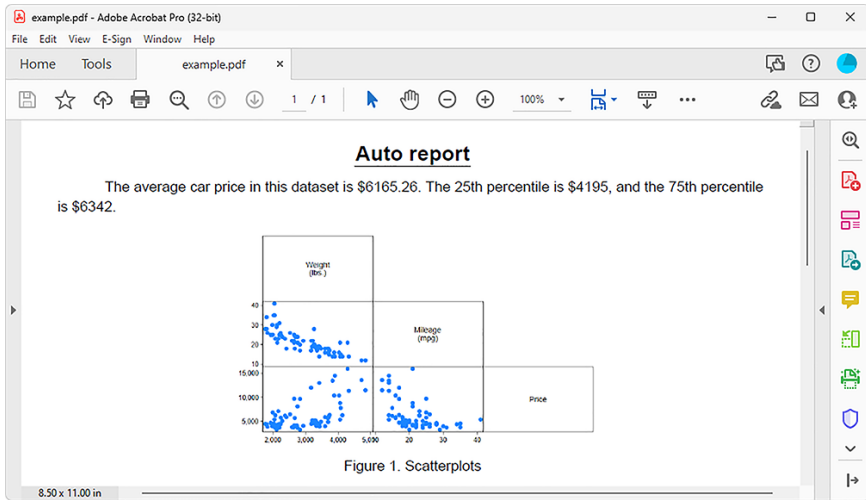 example.pdf - Adobe Acrobat Pro (32-bit)
File Edit View E-Sign Window Help
Home Tools example.pdf ×
1 / 1 100%
Auto report
The average car price in this dataset is $6165.26. The 25th percentile is $4195, and the 75th percentile
is $6342.
Weight
(lbs.)
40
30
20
10
Mileage
(mpg)
15,000
10,000
5,000
Price
2,000 3,000 4,000 5,000 20 30 40
Figure 1. Scatterplots
8.50 x 11.00 in